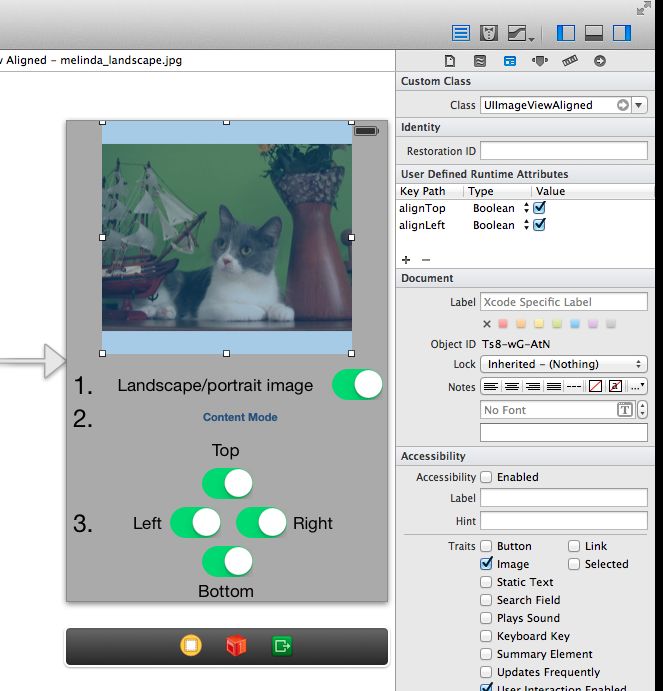 v Aligned – melinda_landscape.jpg
Custom Class
Class UIImageViewAligned
Identity
Restoration ID
User Defined Runtime Attributes
Key Path Type Value
alignTop Boolean
alignLeft Boolean
+ −
Document
Label Xcode Specific Label
Object ID Ts8-wG-AtN
Lock Inherited – (Nothing)
Notes
No Font T
Accessibility
Accessibility Enabled
Label
Hint
Traits Button Link
Image Selected
Static Text
Search Field
Plays Sound
Keyboard Key
Summary Element
Updates Frequently
User Interaction Enabled
1. Landscape/portrait image
2. Content Mode
Top
3. Left Right
Bottom